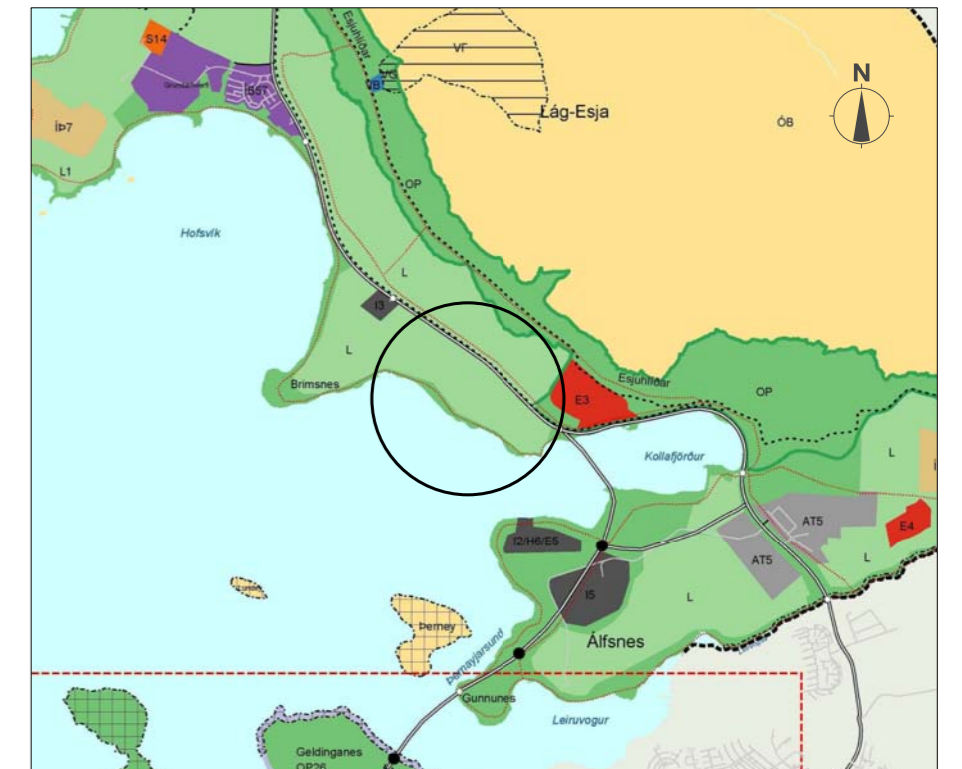 S14
Esjuhlíðar
VF
N
ÍÞ7
Lág-Esja
ÓB
L1
OP
Hofsvík
L
I3
L
Brimsnes
E3
Esjuhlíðar
OP
Kollafjörður
L
Í
AT5
E4
I2/H6/E5
AT5
L
I5
L
Þerney
Álfsnes
Þerneyjarsund
Gunnunes
Leiruvogur
Geldinganes
OP26